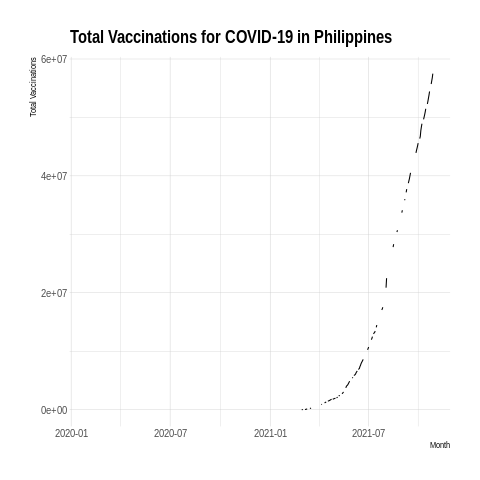 Total Vaccinations for COVID-19 in Philippines
Total Vaccinations
6e+07
4e+07
2e+07
0e+00
2020-01 2020-07 2021-01 2021-07
Month